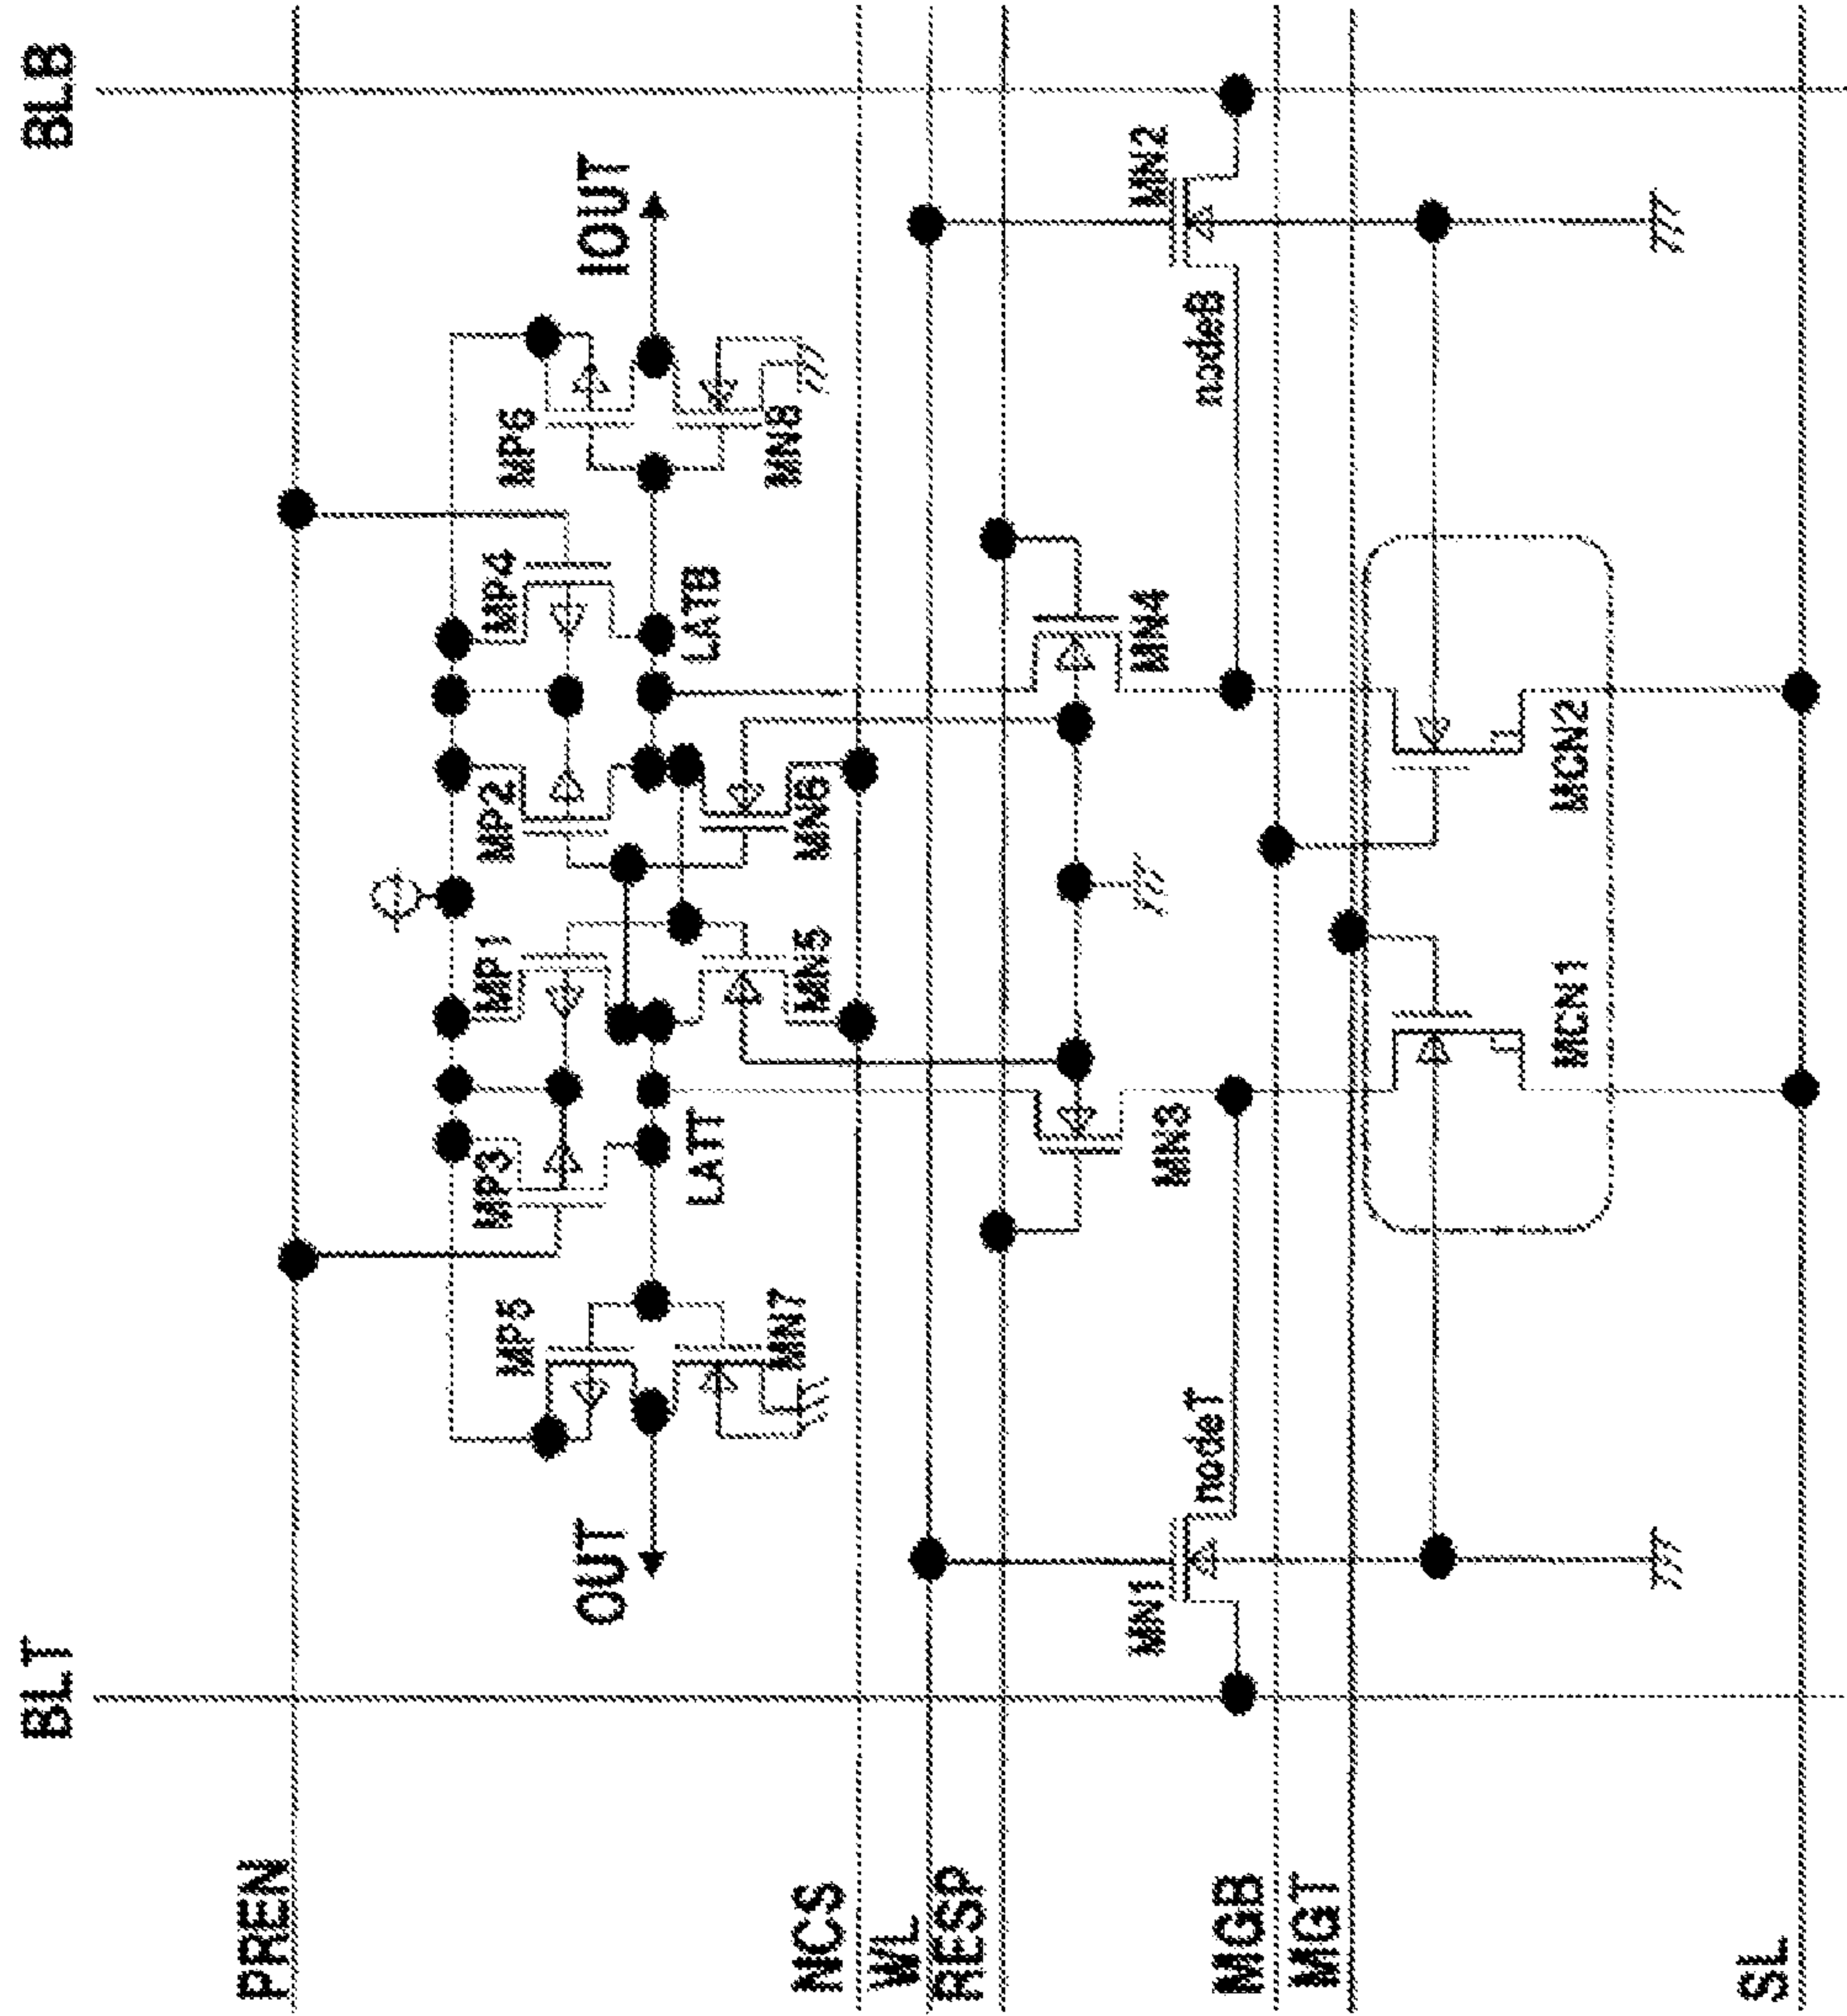 BLT
BLB
PREN
MP5
MP3
MP1
MP2
MP4
MP6
OUT
IOUT
LATT
LATB
MN7
MN5
MN6
MN8
NCS
WL
RESP
MN1
MN3
MN4
MN2
nodeT
nodeB
MGB
MGT
MCN1
MCN2
SL